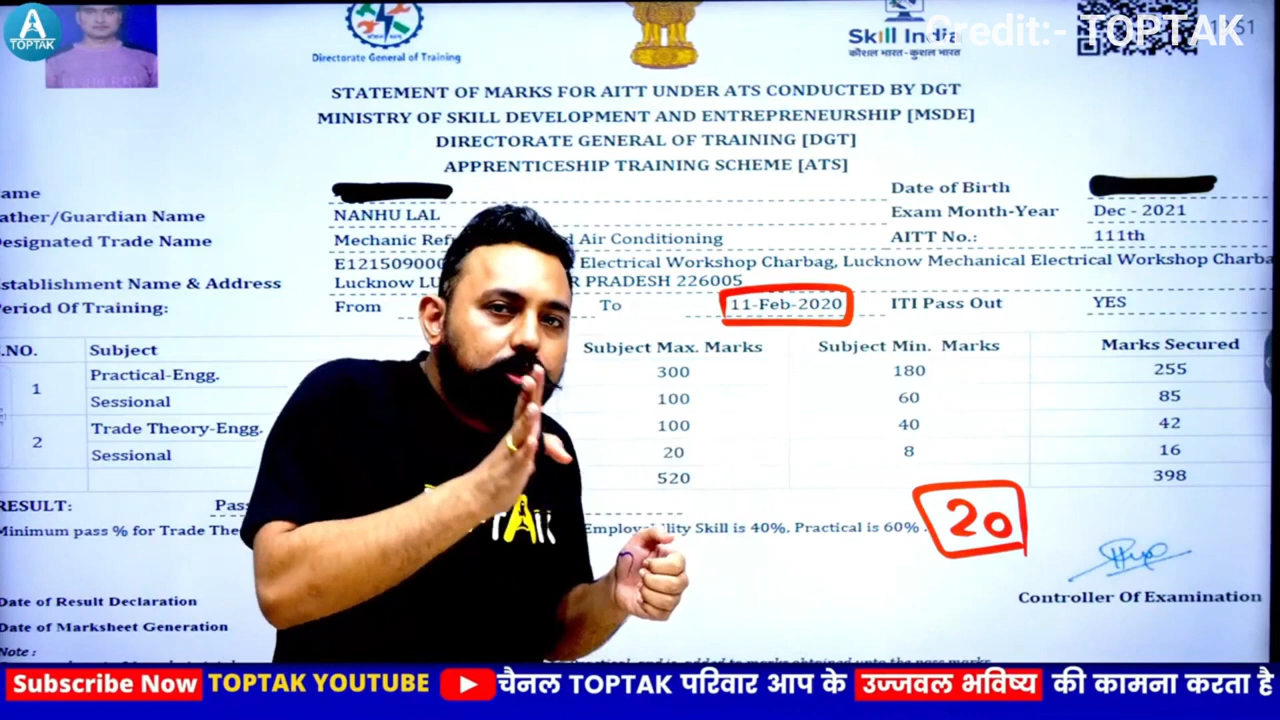 A
TOPTAK
Directorate General of Training
Skill India
कौशल भारत - कुशल भारत
Credit:- TOPTAK
51
STATEMENT OF MARKS FOR AITT UNDER ATS CONDUCTED BY DGT
MINISTRY OF SKILL DEVELOPMENT AND ENTREPRENEURSHIP [MSDE]
DIRECTORATE GENERAL OF TRAINING [DGT]
APPRENTICESHIP TRAINING SCHEME [ATS]
ame Date of Birth
ather/Guardian Name NANHU LAL Exam Month-Year Dec - 2021
esignated Trade Name Mechanic Ref d Air Conditioning AITT No.: 111th
E121509000 Electrical Workshop Charbag, Lucknow Mechanical Electrical Workshop Charba
stablishment Name & Address Lucknow LU R PRADESH 226005
eriod Of Training: From To 11-Feb-2020 ITI Pass Out YES
.NO. Subject Subject Max. Marks Subject Min. Marks Marks Secured
1 Practical-Engg. 300 180 255
Sessional 100 60 85
2 Trade Theory-Engg. 100 40 42
Sessional 20 8 16
520 398
RESULT: Pas
20
Minimum pass % for Trade The Employability Skill is 40%, Practical is 60%
Controller Of Examination
Date of Result Declaration
Date of Marksheet Generation
Note :
TOPTAK
Subscribe Now TOPTAK YOUTUBE चैनल TOPTAK परिवार आप के उज्जवल भविष्य की कामना करता है